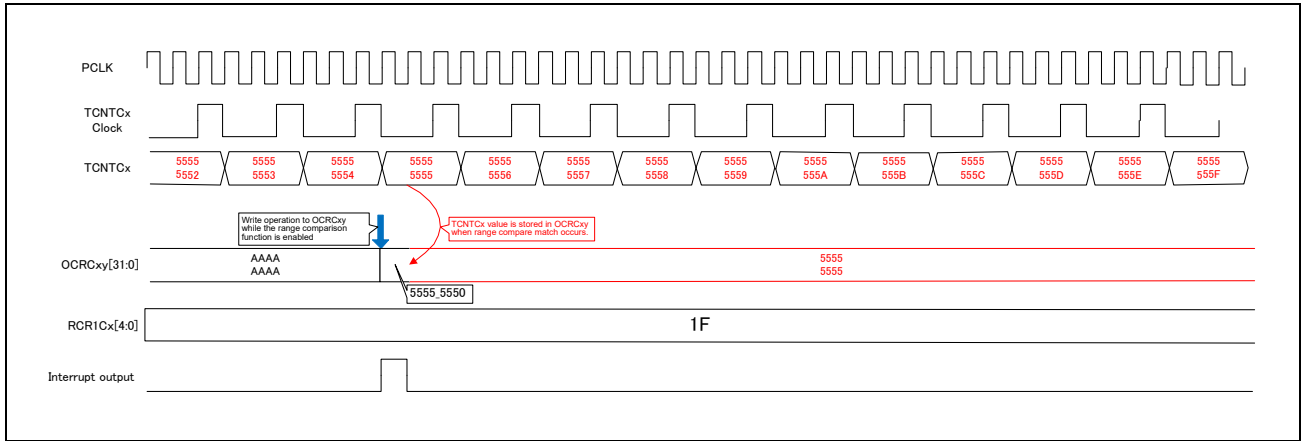 PCLK
TCNTCx
Clock
TCNTCx
5555 5555 5555 5555 5555 5555 5555 5555 5555 5555 5555 5555 5555 5555
5552 5553 5554 5555 5556 5557 5558 5559 555A 555B 555C 555D 555E 555F
Write operation to OCRCxy
while the range comparison
function is enabled
TCNTCx value is stored in OCRCxy
when range compare match occurs.
OCRCxy[31:0]
AAAA
AAAA
5555
5555
5555_5550
RCR1Cx[4:0]
1F
Interrupt output